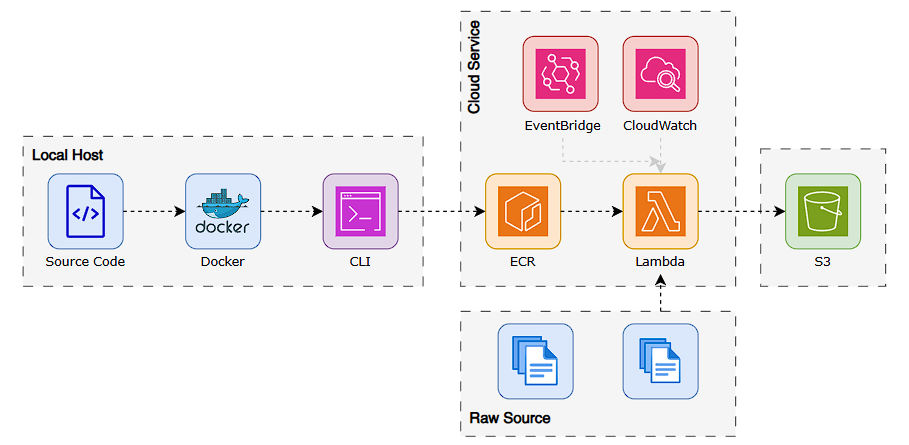 Cloud Service
EventBridge
CloudWatch
Local Host
docker
Source Code
Docker
CLI
ECR
Lambda
S3
Raw Source